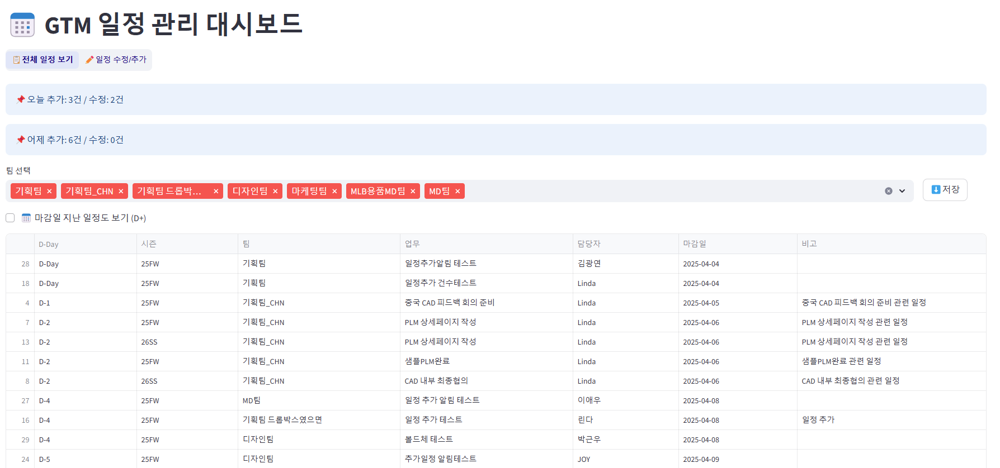 GTM 일정 관리 대시보드
전체 일정 보기 일정 수정/추가
오늘 추가: 3건 / 수정: 2건
어제 추가: 6건 / 수정: 0건
팀 선택
기획팀 × 기획팀_CHN × 기획팀 드롭박... × 디자인팀 × 마케팅팀 × MLB용품MD팀 × MD팀 × 저장
마감일 지난 일정도 보기 (D+)
D-Day 시즌 팀 업무 담당자 마감일 비고
28 D-Day 25FW 기획팀 일정추가알림 테스트 김광연 2025-04-04
18 D-Day 25FW 기획팀 일정추가 건수테스트 Linda 2025-04-04
4 D-1 25FW 기획팀_CHN 중국 CAD 피드백 회의 준비 Linda 2025-04-05 중국 CAD 피드백 회의 준비 관련 일정
7 D-2 25FW 기획팀_CHN PLM 상세페이지 작성 Linda 2025-04-06 PLM 상세페이지 작성 관련 일정
13 D-2 26SS 기획팀_CHN PLM 상세페이지 작성 Linda 2025-04-06 PLM 상세페이지 작성 관련 일정
11 D-2 25FW 기획팀_CHN 샘플PLM완료 Linda 2025-04-06 샘플PLM완료 관련 일정
8 D-2 26SS 기획팀_CHN CAD 내부 최종협의 Linda 2025-04-06 CAD 내부 최종협의 관련 일정
27 D-4 25FW MD팀 일정 추가 알림 테스트 이애우 2025-04-08
16 D-4 25FW 기획팀 드롭박스였으면 일정 추가 테스트 린다 2025-04-08 일정 추가
29 D-4 25FW 디자인팀 볼드체 테스트 박근우 2025-04-08
24 D-5 25FW 디자인팀 추가일정 알림테스트 JOY 2025-04-09